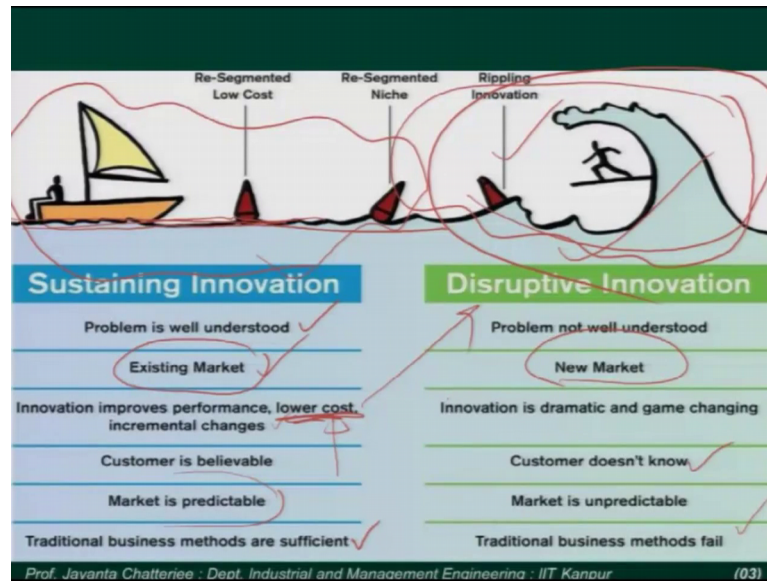 Re-Segmented
Low Cost
Re-Segmented
Niche
Rippling
Innovation
Sustaining Innovation
Disruptive Innovation
Problem is well understood
Problem not well understood
Existing Market
New Market
Innovation improves performance, lower cost,
incremental changes
Innovation is dramatic and game changing
Customer is believable
Customer doesn't know
Market is predictable
Market is unpredictable
Traditional business methods are sufficient
Traditional business methods fail
Prof. Jayanta Chatterjee : Dept. Industrial and Management Engineering : IIT Kanpur
(03)